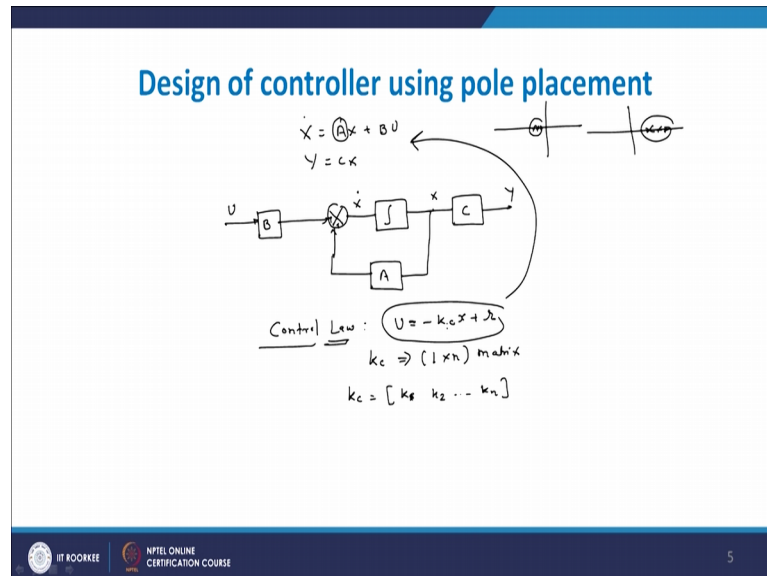 Design of controller using pole placement
ẋ = Ax + BU
Y = Cx
U
B
ẋ
∫
x
C
Y
A
Control Law : U = -kcx + r
kc ⇒ (1 × n) matrix
kc = [k1 k2 ... kn]
IIT ROORKEE
NPTEL ONLINE
CERTIFICATION COURSE
5